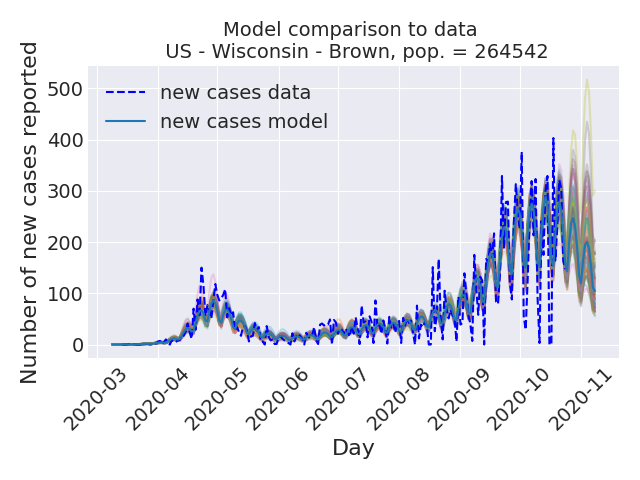 Model comparison to data
US - Wisconsin - Brown, pop. = 264542
Number of new cases reported
500
400
300
200
100
0
new cases data
new cases model
2020-03
2020-04
2020-05
2020-06
2020-07
2020-08
2020-09
2020-10
2020-11
Day